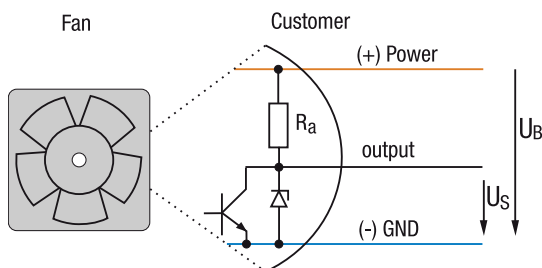 Fan
Customer
(+) Power
Ra
output
UB
US
(-) GND